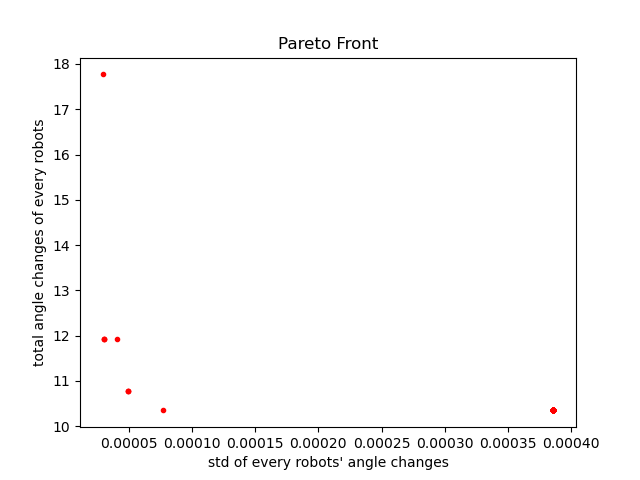 Pareto Front
18
17
16
15
14
13
12
11
10
total angle changes of every robots
0.00005 0.00010 0.00015 0.00020 0.00025 0.00030 0.00035 0.00040
std of every robots' angle changes